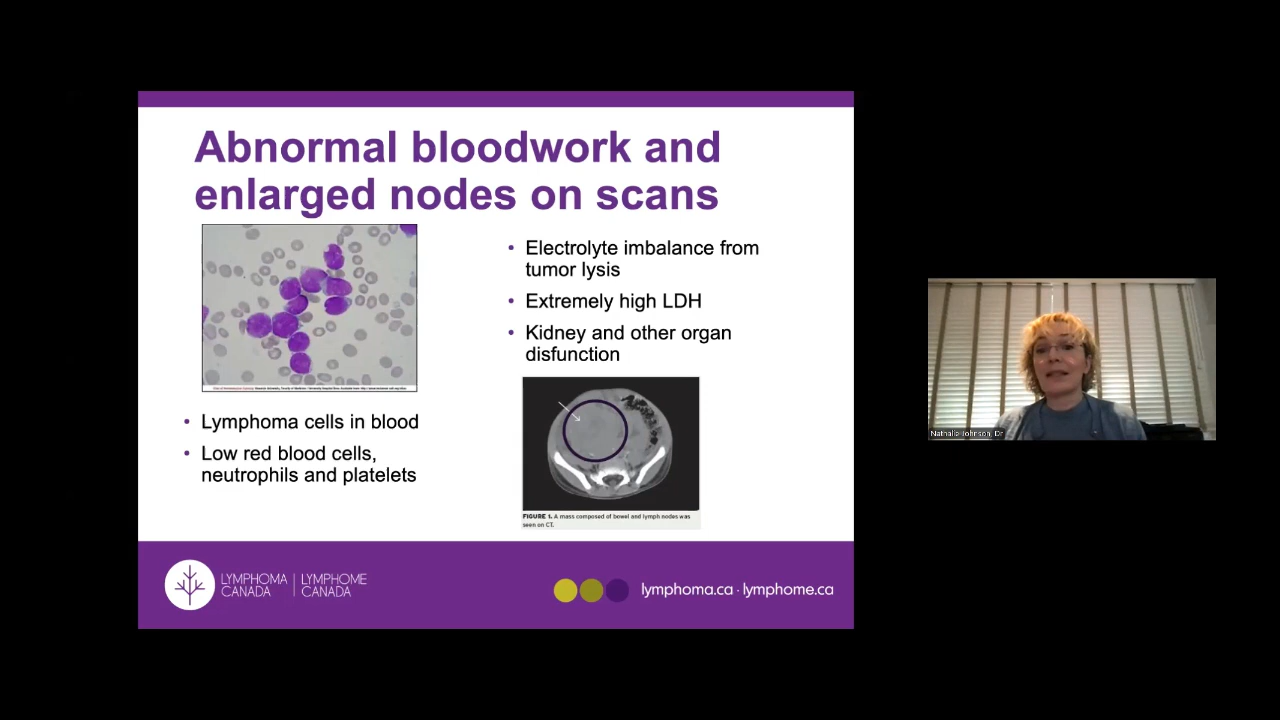 Abnormal bloodwork and
enlarged nodes on scans
• Lymphoma cells in blood
• Low red blood cells,
neutrophils and platelets
• Electrolyte imbalance from
tumor lysis
• Extremely high LDH
• Kidney and other organ
disfunction
FIGURE 1. A mass composed of bowel and lymph nodes was
seen on CT.
LYMPHOMA
CANADA
LYMPHOME
CANADA
lymphoma.ca · lymphome.ca
Nathalie Johnson, Dr